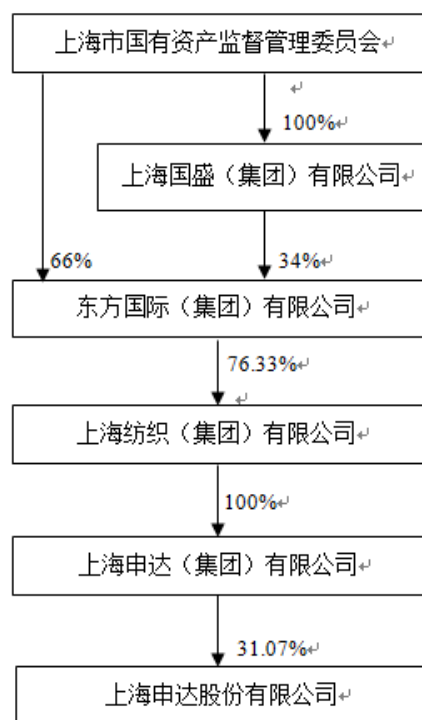 上海市国有资产监督管理委员会
100%
上海国盛（集团）有限公司
66%
34%
东方国际（集团）有限公司
76.33%
上海纺织（集团）有限公司
100%
上海申达（集团）有限公司
31.07%
上海申达股份有限公司